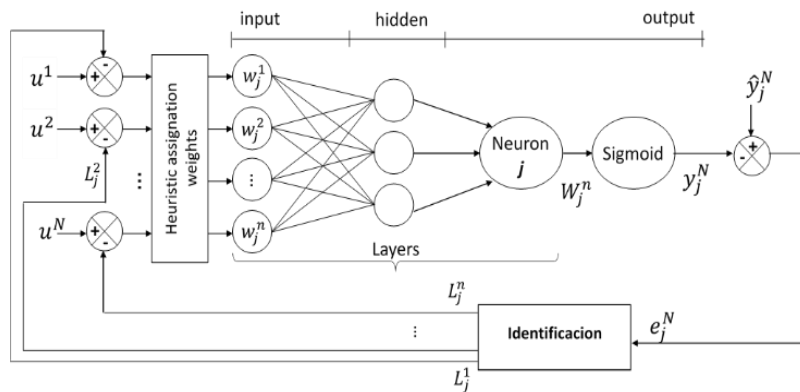 input
hidden
output
u^1
+
-
u^2
+
-
L_j^2
...
u^N
+
-
Heuristic assignation
weights
w_j^1
w_j^2
⋮
w_j^n
Neuron
j
W_j^n
Sigmoid
y_j^N
ŷ_j^N
+
-
Layers
L_j^n
⋮
L_j^1
Identificacion
e_j^N